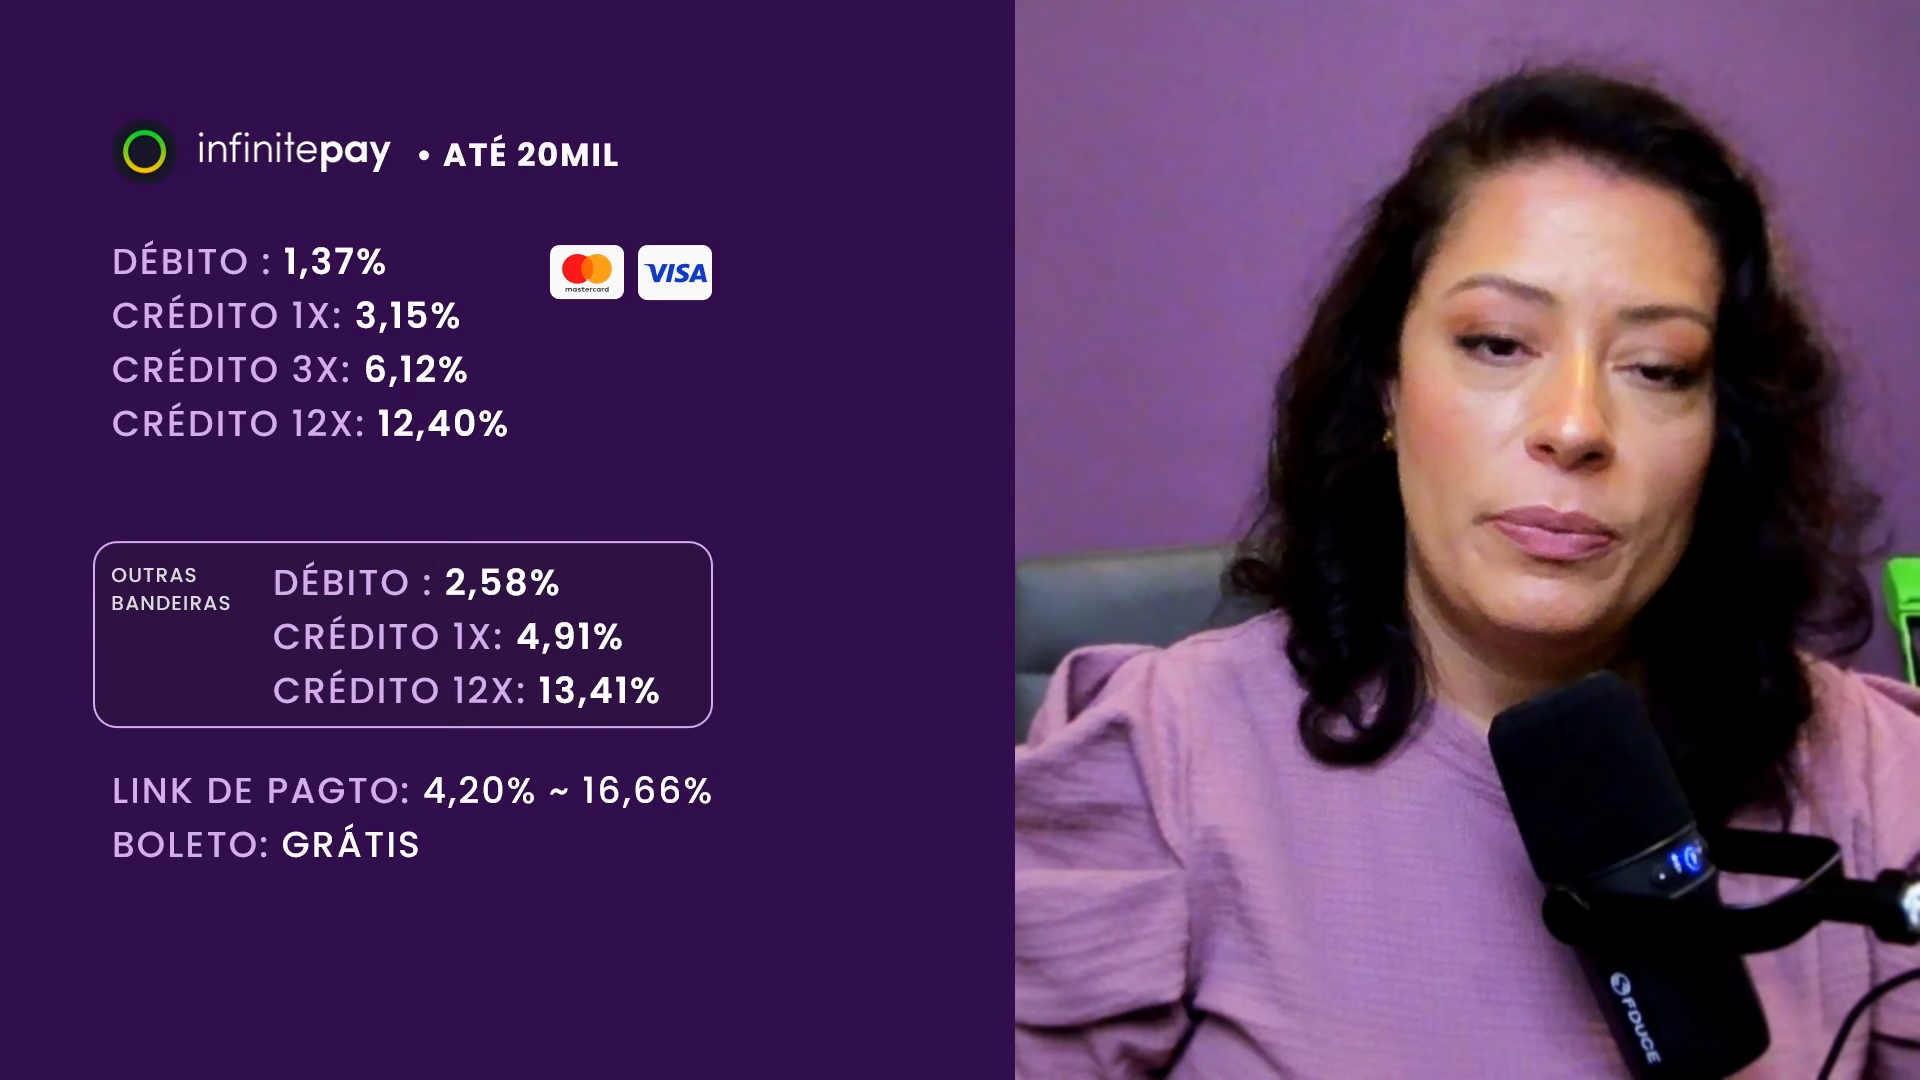 infinitepay • ATÉ 20MIL
DÉBITO : 1,37%
mastercard VISA
CRÉDITO 1X: 3,15%
CRÉDITO 3X: 6,12%
CRÉDITO 12X: 12,40%
OUTRAS
BANDEIRAS
DÉBITO : 2,58%
CRÉDITO 1X: 4,91%
CRÉDITO 12X: 13,41%
LINK DE PAGTO: 4,20% ~ 16,66%
BOLETO: GRÁTIS
FDUCE